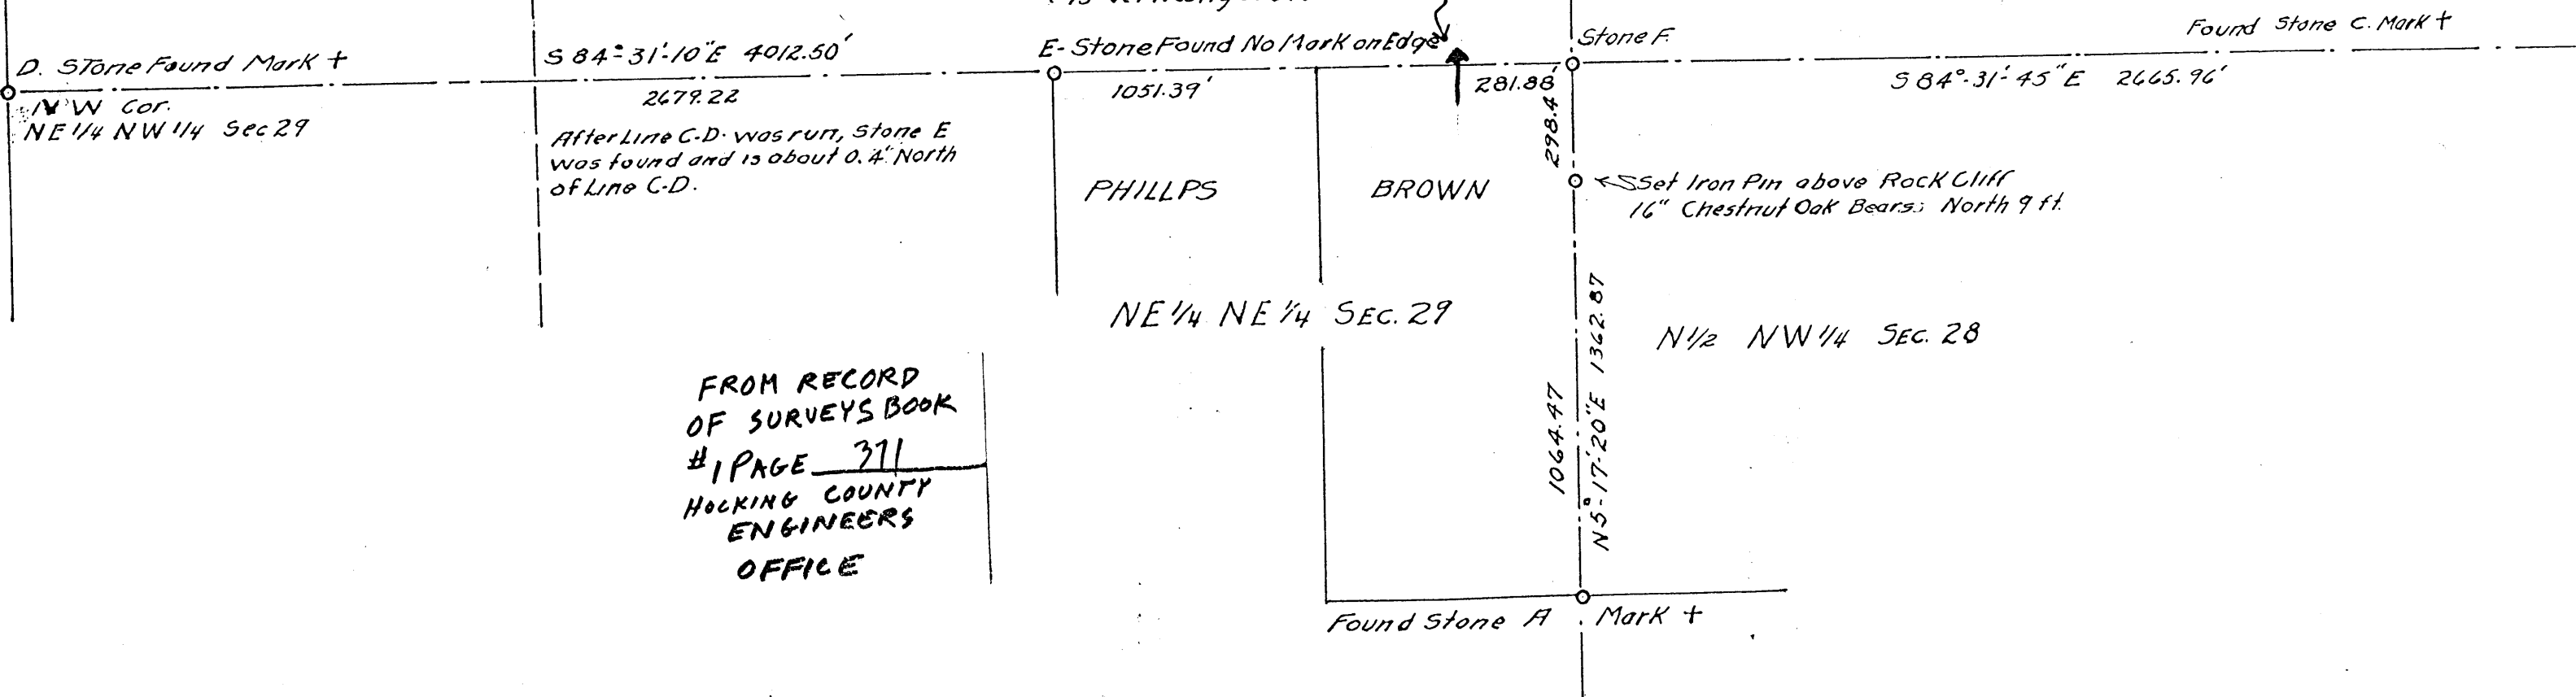 D. Stone Found Mark +
NW Cor.
NE 1/4 NW 1/4 Sec 29
S 84°-31'-10"E 4012.50'
2679.22
After Line C-D. was run, Stone E
was found and is about 0.4' North
of Line C-D.
E- Stone Found No Mark on Edge
1051.39'
281.88'
Stone F.
298.4
Found Stone C. Mark +
S 84°-31'-45"E 2665.96'
PHILLPS
BROWN
Set Iron Pin above Rock Cliff
16" Chestnut Oak Bears: North 9 ft.
NE 1/4 NE 1/4 SEC. 29
N 1/2 NW 1/4 SEC. 28
1064.47
N5°-17'-20"E 1362.87
FROM RECORD
OF SURVEYS BOOK
#1 PAGE 371
HOCKING COUNTY
ENGINEERS
OFFICE
Found Stone A Mark +